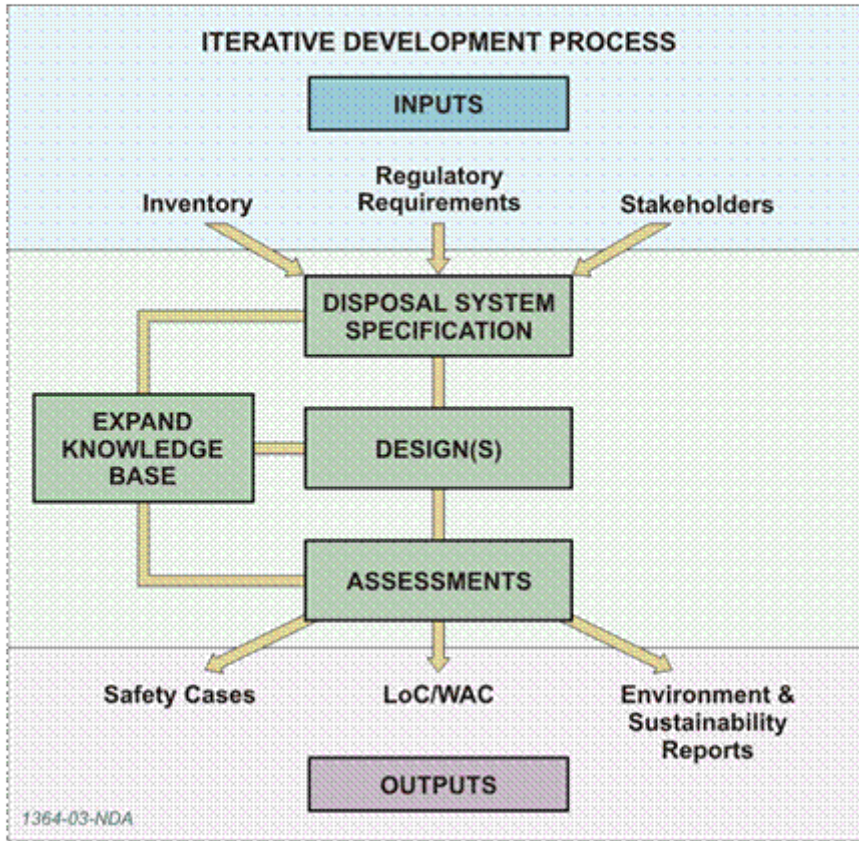 ITERATIVE DEVELOPMENT PROCESS
INPUTS
Inventory
Regulatory
Requirements
Stakeholders
DISPOSAL SYSTEM
SPECIFICATION
EXPAND
KNOWLEDGE
BASE
DESIGN(S)
ASSESSMENTS
Safety Cases
LoC/WAC
Environment &
Sustainability
Reports
OUTPUTS
1364-03-NDA